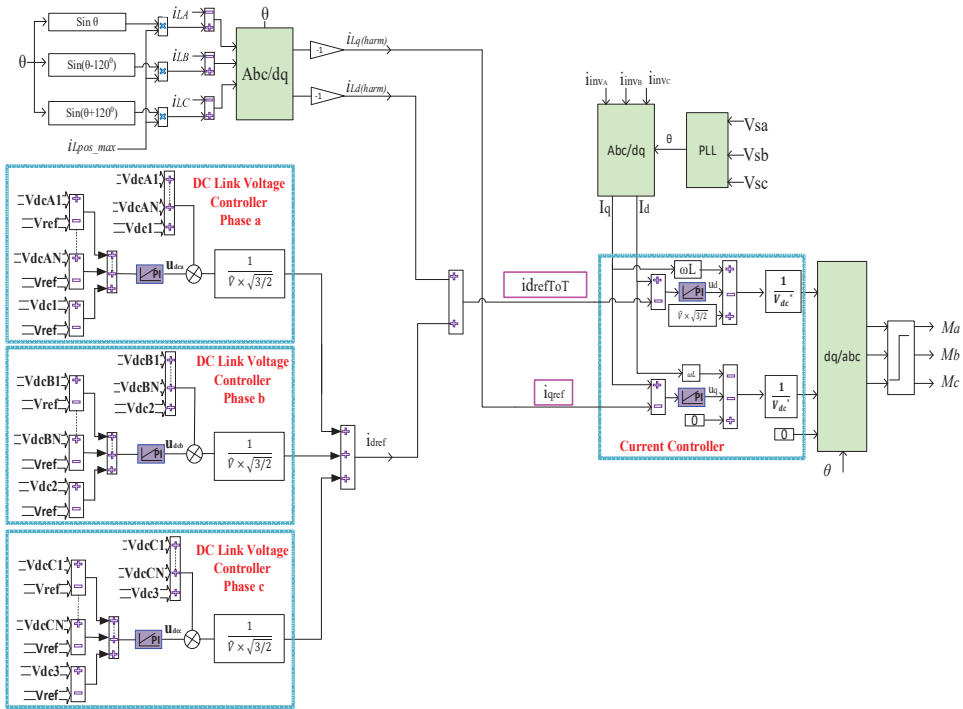 Sin θ
iLA
θ
iLq(harm)
-1
θ
Sin(θ-120⁰)
iLB
Abc/dq
iLd(harm)
-1
Sin(θ+120⁰)
iLC
iLpos_max
iinvA
iinvB
iinvC
Abc/dq
θ
PLL
Vsa
Vsb
Vsc
Iq
Id
DC Link Voltage
Controller
Phase a
VdcA1
VdcAN
Vdc1
VdcA1
Vref
VdcAN
Vref
Vdc1
Vref
PI
udca
1
V̂ × √3/2
DC Link Voltage
Controller
Phase b
VdcB1
VdcBN
Vdc2
VdcB1
Vref
VdcBN
Vref
Vdc2
Vref
PI
udcb
1
V̂ × √3/2
DC Link Voltage
Controller
Phase c
VdcC1
VdcCN
Vdc3
VdcC1
Vref
VdcCN
Vref
Vdc3
Vref
PI
udcc
1
V̂ × √3/2
idref
idrefToT
iqref
ωL
PI
ud
V̂ × √3/2
1
Vdc*
ωL
PI
uq
0
1
Vdc*
Current Controller
0
dq/abc
θ
Ma
Mb
Mc